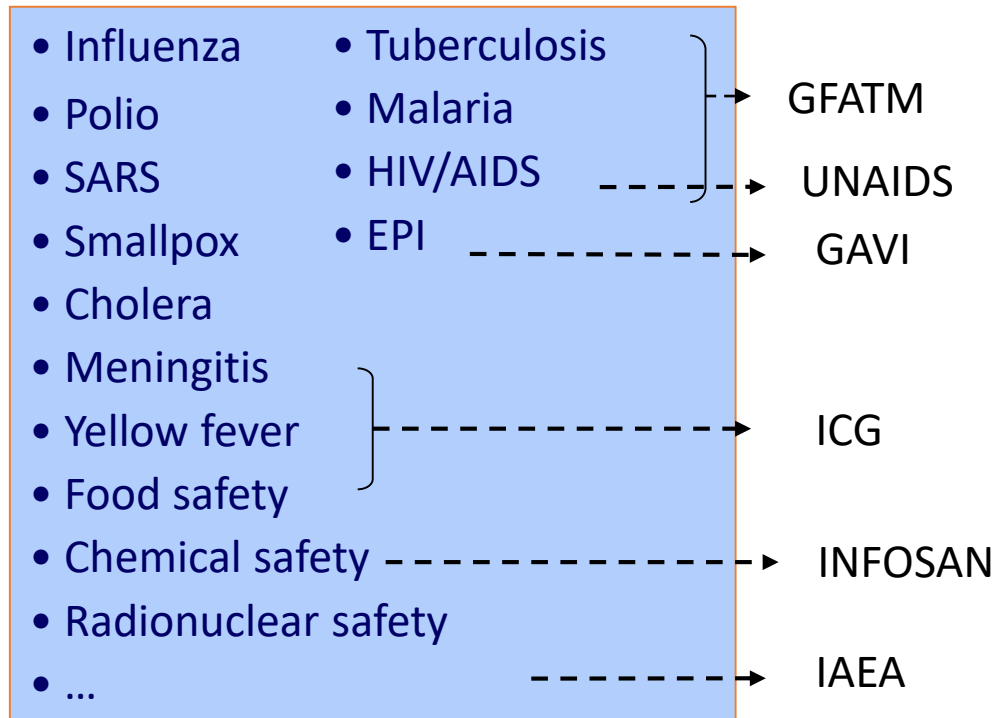 • Influenza
• Polio
• SARS
• Smallpox
• Cholera
• Meningitis
• Yellow fever
• Food safety
• Chemical safety
• Radionuclear safety
• ...
• Tuberculosis
• Malaria
• HIV/AIDS
• EPI
GFATM
UNAIDS
GAVI
ICG
INFOSAN
IAEA